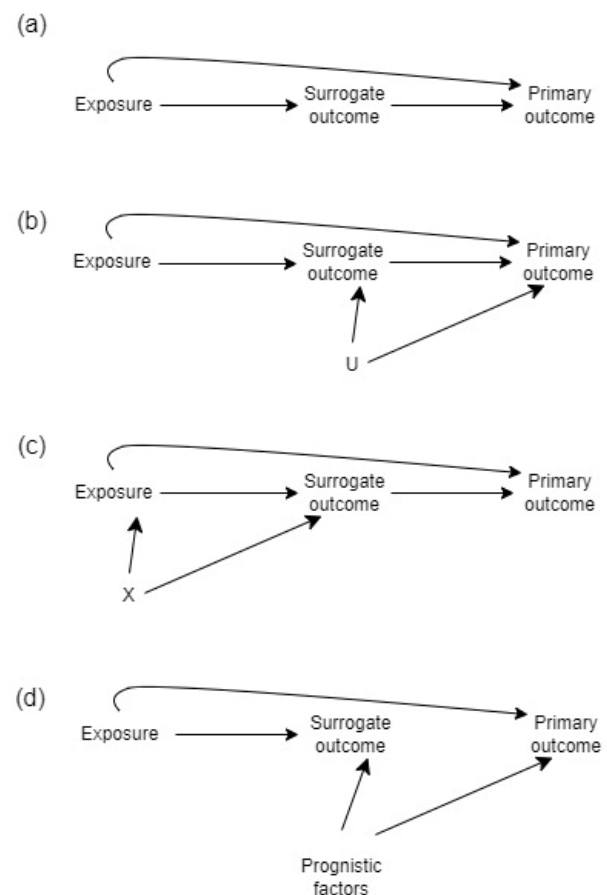 (a)
Exposure
Surrogate
outcome
Primary
outcome
(b)
Exposure
Surrogate
outcome
Primary
outcome
U
(c)
Exposure
Surrogate
outcome
Primary
outcome
X
(d)
Exposure
Surrogate
outcome
Primary
outcome
Prognistic
factors